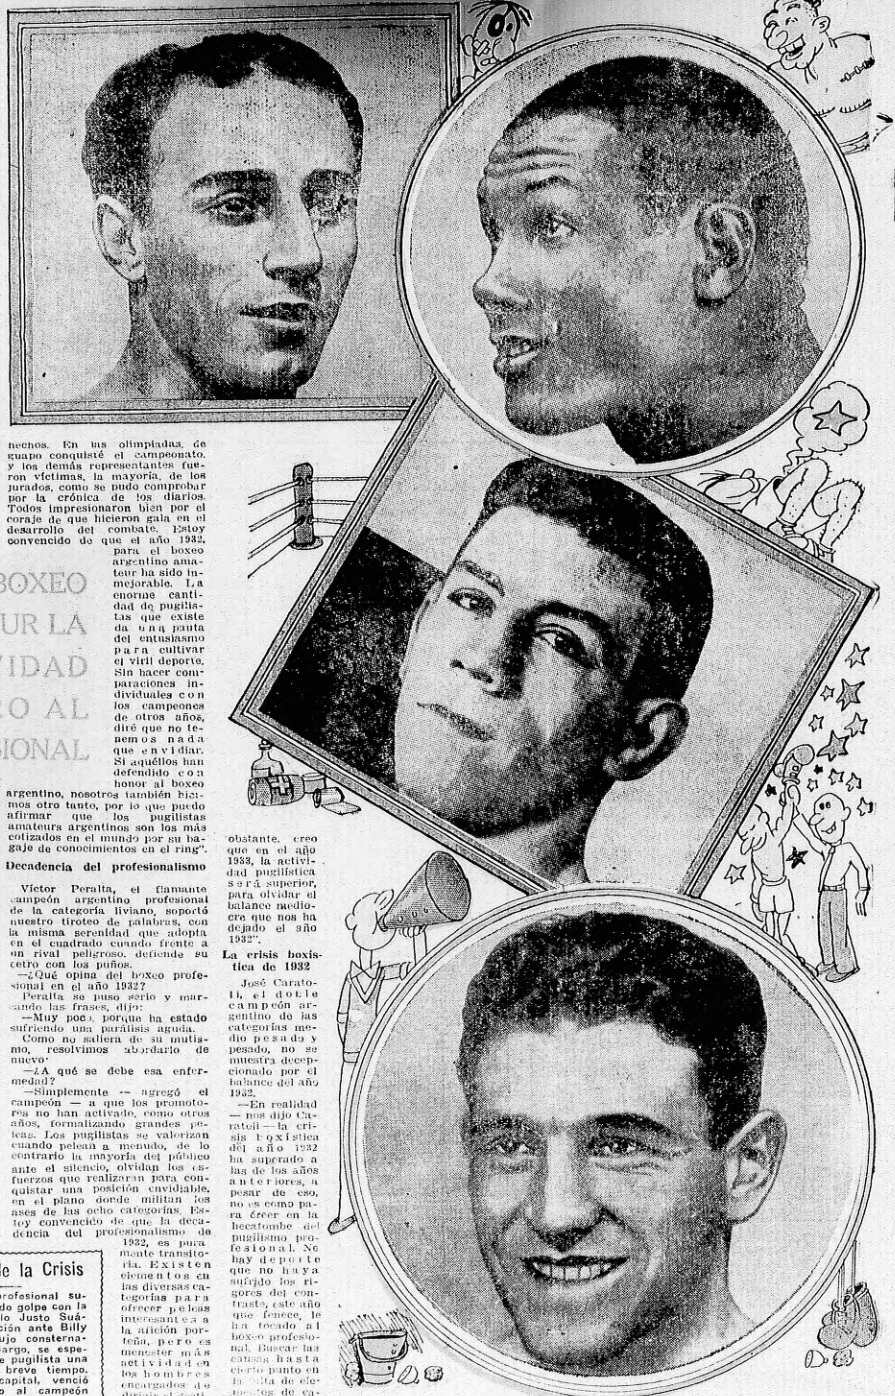 hechos. En las olimpiadas, de
guapo conquisté el campeonato.
y los demás representantes fue-
ron víctimas, la mayoría, de los
jurados, como se pudo comprobar
por la crónica de los diarios.
Todos impresionaron bien por el
coraje de que hicieron gala en el
desarrollo del combate. Estoy
convencido de que el año 1932,
para el boxeo
argentino ama-
teur ha sido in-
mejorable. La
enorme canti-
dad de pugilis-
tas que existe
da una pauta
del entusiasmo
para cultivar
el viril deporte.
Sin hacer com-
paraciones in-
dividuales con
los campeones
de otros años,
diré que no te-
nemos nada
que envidiar.
Si aquéllos han
defendido con
honor al boxeo
argentino, nosotros también hici-
mos otro tanto, por lo que puedo
afirmar que los pugilistas
amateurs argentinos son los más
cotizados en el mundo por su ba-
gaje de conocimientos en el ring".
BOXEO
UR LA
VIDAD
O AL
SIONAL
Decadencia del profesionalismo
Víctor Peralta, el flamante
campeón argentino profesional
de la categoría liviano, soportó
nuestro tiroteo de palabras, con
la misma serenidad que adopta
en el cuadrado cuando frente a
un rival peligroso, defiende su
cetro con los puños.
—¿Qué opina del boxeo profe-
sional en el año 1932?
Peralta se puso serio y mar-
cando las frases, dijo:
—Muy poco, porque ha estado
sufriendo una parálisis aguda.
Como no saliera de su mutis-
mo, resolvimos abordarlo de
nuevo:
—¿A qué se debe esa enfer-
medad?
—Simplemente — agregó el
campeón — a que los promoto-
res no han activado, como otros
años, formalizando grandes pe-
leas. Los pugilistas se valorizan
cuando pelean a menudo, de lo
contrario la mayoría del público
ante el silencio, olvidan los es-
fuerzos que realizaran para con-
quistar una posición envidiable,
en el plano donde militan los
ases de las ocho categorías. Es-
toy convencido de que la deca-
dencia del profesionalismo de
1932, es pura
mente transito-
ria. Existen
elementos en
las diversas ca-
tegorías para
ofrecer peleas
interesantes a
la afición por-
teña, pero es
menester más
actividad en
los hombres
encargados de
de la Crisis
profesional su-
do golpe con la
io Justo Suá-
ción ante Billy
ujo consterna-
argo, se espe-
e pugilista una
breve tiempo.
capital, venció
o al campeón
obstante, creo
que en el año
1933, la activi-
dad pugilística
será superior,
para olvidar el
balance medio-
cre que nos ha
dejado el año
1932".
La crisis boxís-
tica de 1932
José Carato-
li, el doble
campeón ar-
gentino de las
categorías me-
dio pesado y
pesado, no se
muestra decep-
cionado por el
balance del año
1932.
—En realidad
— nos dijo Ca-
ratoli — la cri-
sis boxística
del año 1932
ha superado a
las de los años
anteriores, a
pesar de eso,
no es como pa-
ra creer en la
hecatombe del
pugilismo pro-
fesional. No
hay deporte
que no haya
sufrido los ri-
gores del con-
traste, este año
que fenece, le
ha tocado al
boxeo profesio-
nal. Buscar las
causas hasta
cierto punto en
la falta de ele-
mentos de ca-